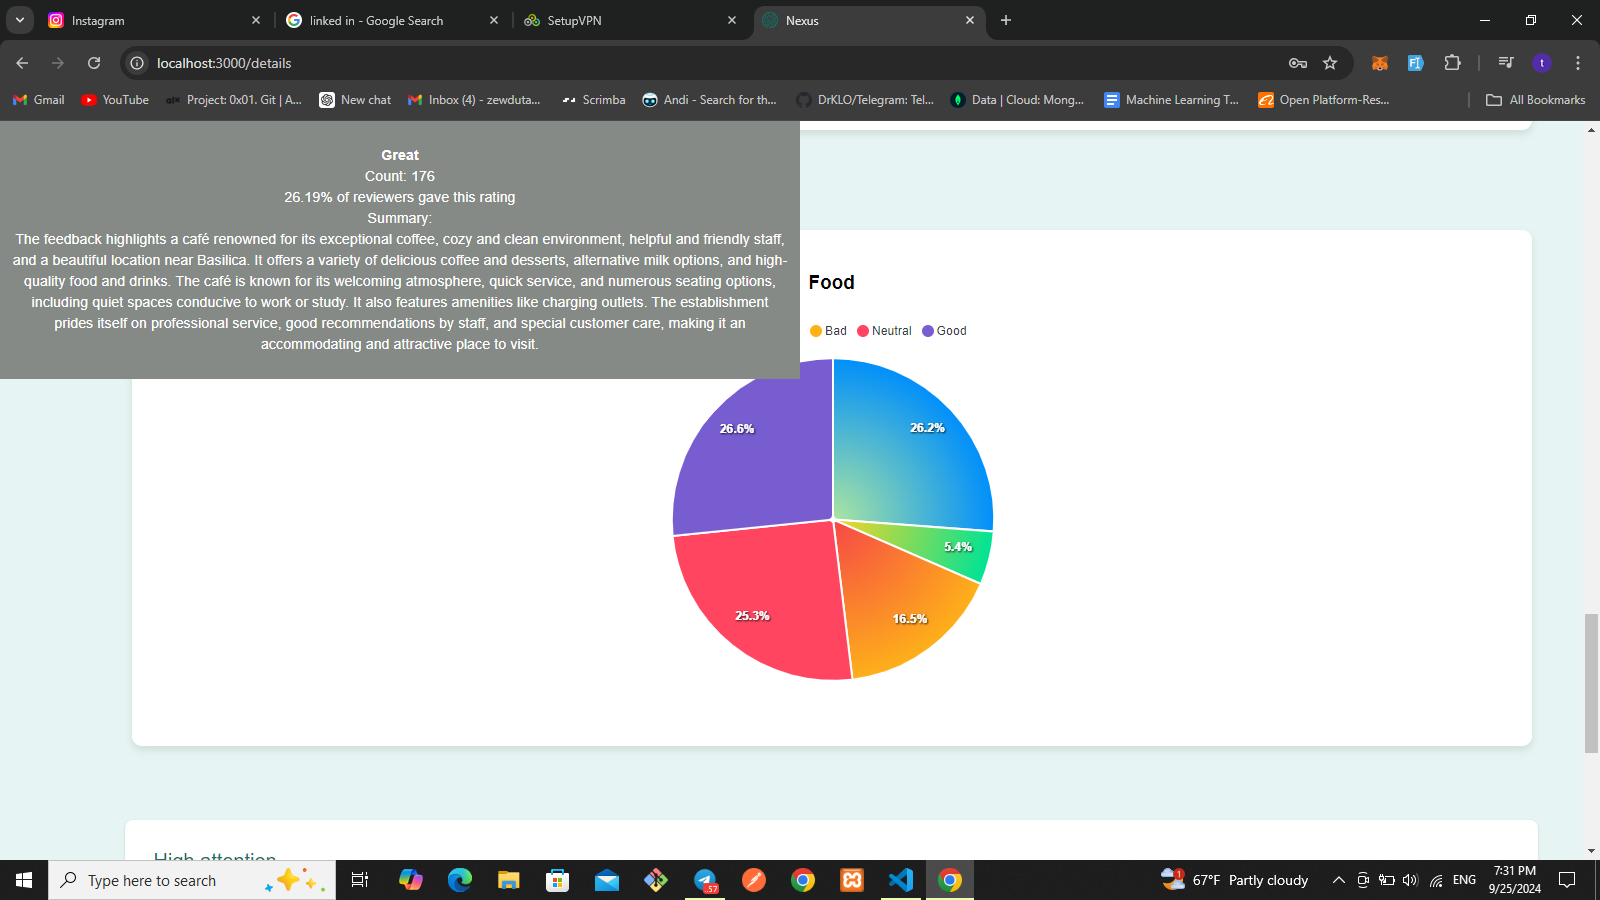 Instagram
linked in - Google Search
SetupVPN
Nexus
localhost:3000/details
Gmail
YouTube
Project: 0x01. Git | A...
New chat
Inbox (4) - zewduta...
Scrimba
Andi - Search for th...
DrKLO/Telegram: Tel...
Data | Cloud: Mong...
Machine Learning T...
Open Platform-Res...
All Bookmarks
Great
Count: 176
26.19% of reviewers gave this rating
Summary:
The feedback highlights a café renowned for its exceptional coffee, cozy and clean environment, helpful and friendly staff,
and a beautiful location near Basilica. It offers a variety of delicious coffee and desserts, alternative milk options, and high-
quality food and drinks. The café is known for its welcoming atmosphere, quick service, and numerous seating options,
including quiet spaces conducive to work or study. It also features amenities like charging outlets. The establishment
prides itself on professional service, good recommendations by staff, and special customer care, making it an
accommodating and attractive place to visit.
Food
Bad
Neutral
Good
26.6%
26.2%
5.4%
25.3%
16.5%
High attention
Type here to search
57
1
67°F Partly cloudy
ENG
7:31 PM
9/25/2024
t